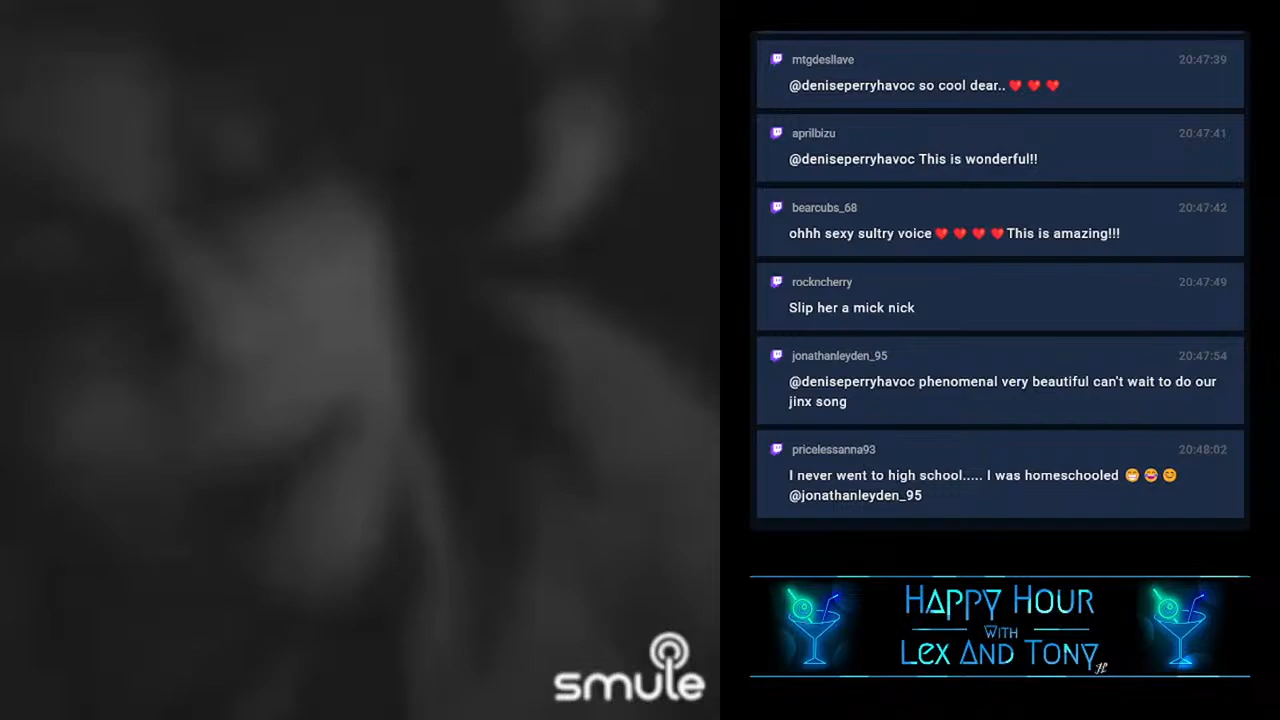 mtgdesllave 20:47:39
@deniseperryhavoc so cool dear..❤️ ❤️ ❤️
aprilbizu 20:47:41
@deniseperryhavoc This is wonderful!!
bearcubs_68 20:47:42
ohhh sexy sultry voice❤️ ❤️ ❤️ ❤️This is amazing!!!
rockncherry 20:47:49
Slip her a mick nick
jonathanleyden_95 20:47:54
@deniseperryhavoc phenomenal very beautiful can't wait to do our
jinx song
pricelessanna93 20:48:02
I never went to high school..... I was homeschooled 😁 😅 😊
@jonathanleyden_95
HAPPY HOUR
WITH
LEX AND TONY
smule